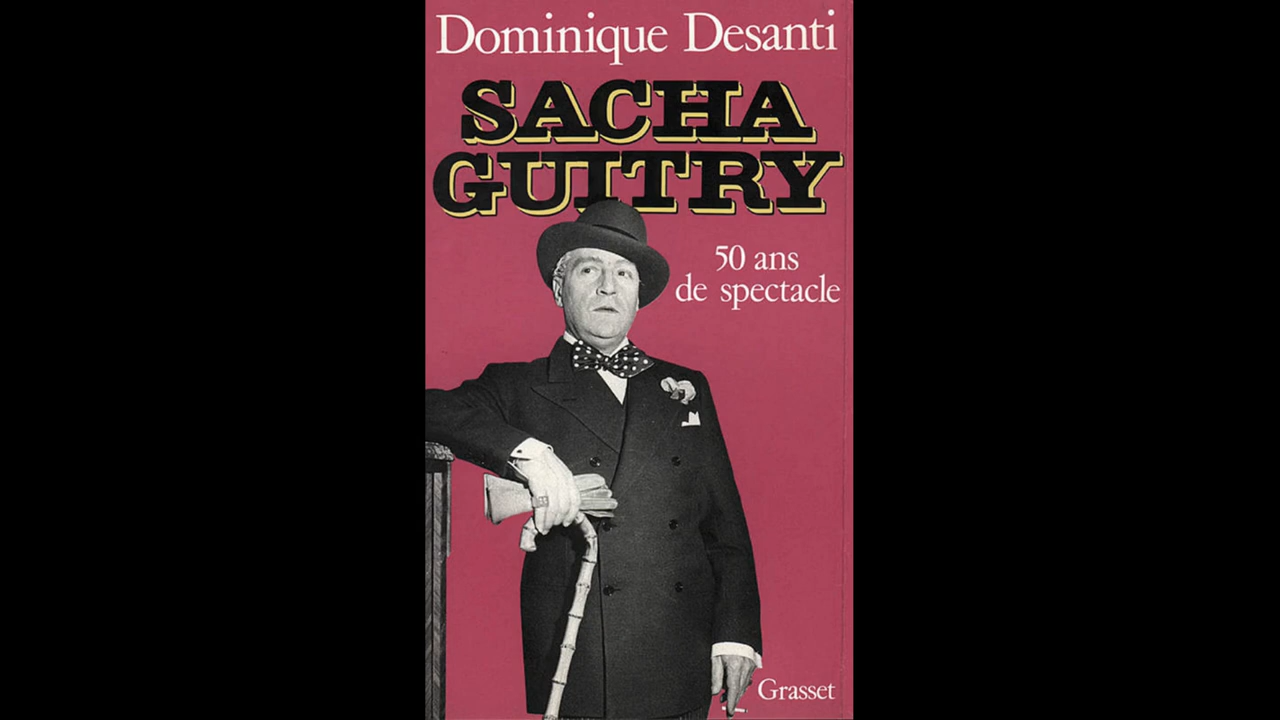 Dominique Desanti
SACHA
GUITRY
50 ans
de spectacle
Grasset